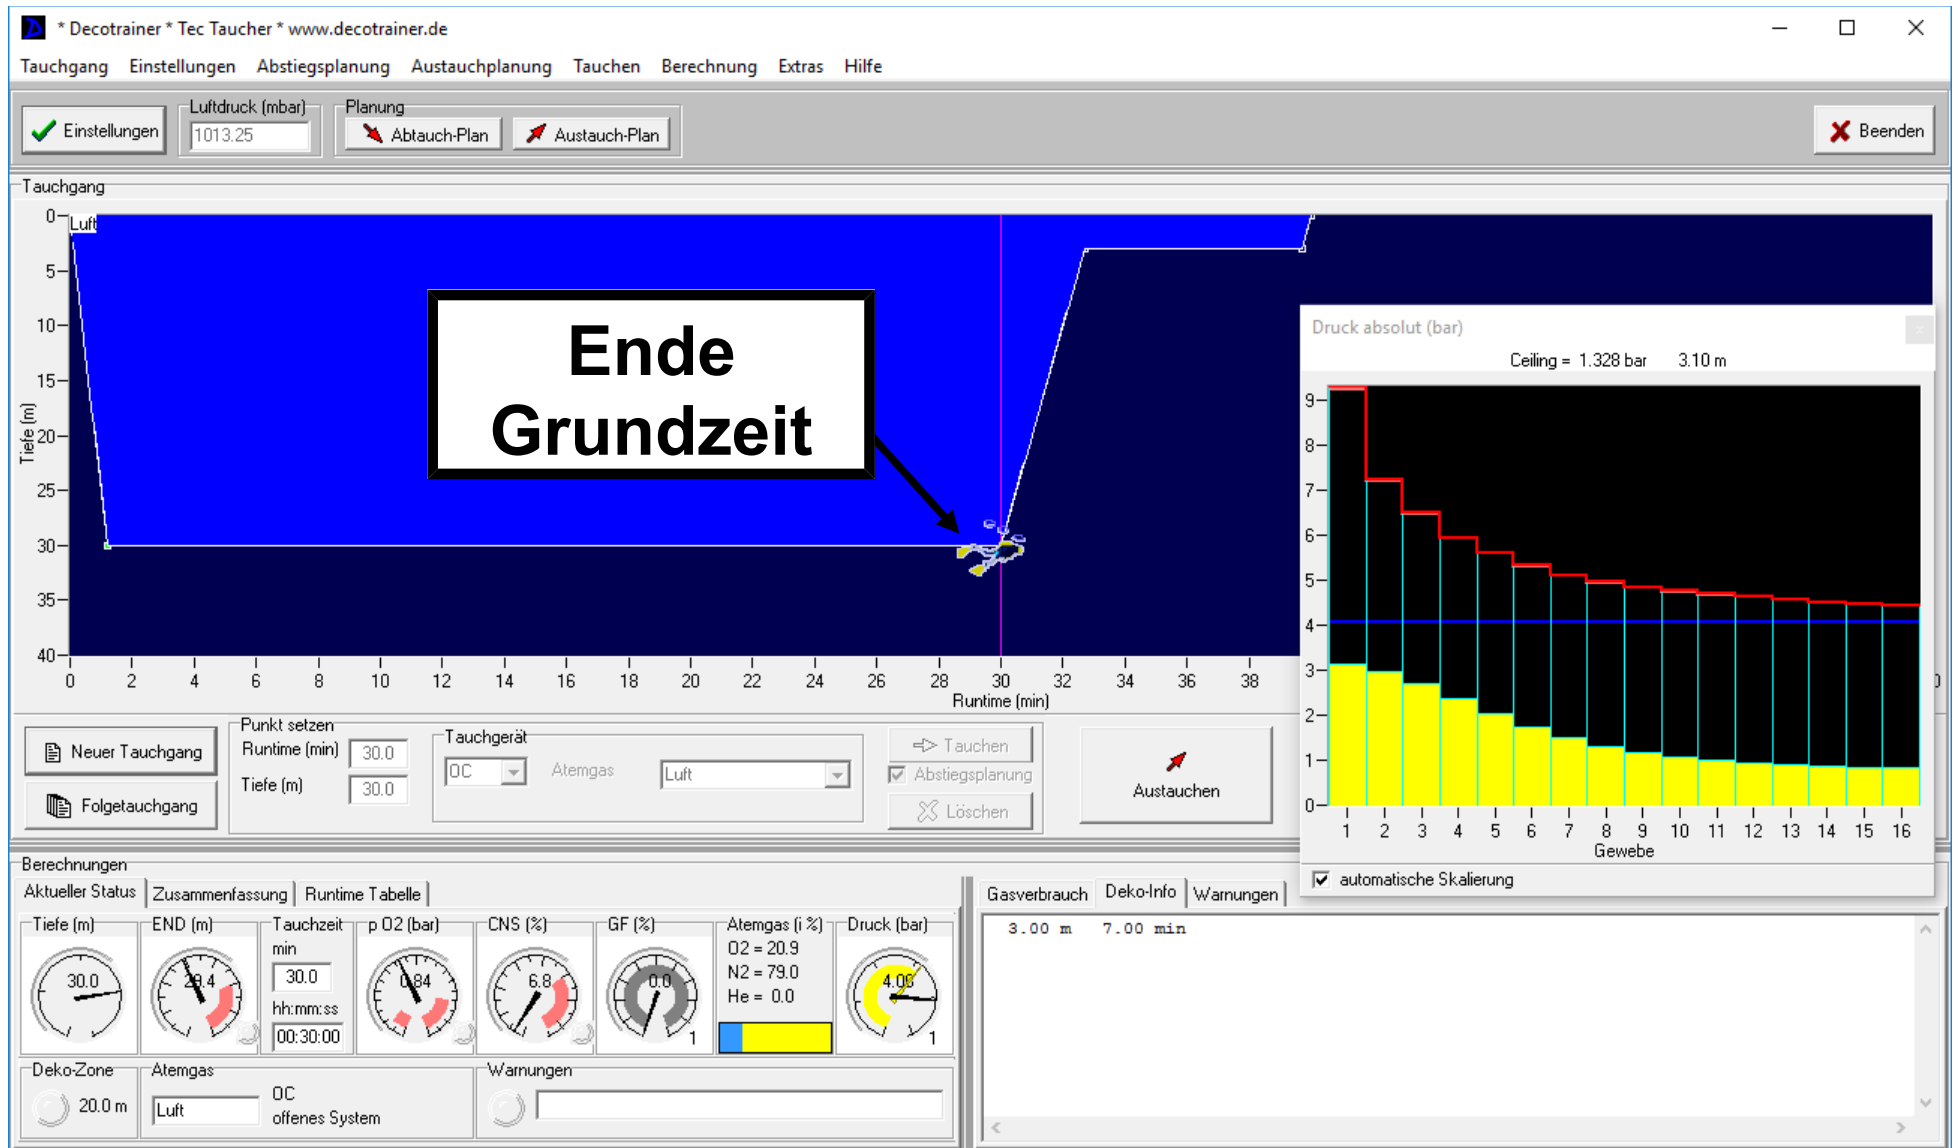 * Decotrainer * Tec Taucher * www.decotrainer.de
Tauchgang Einstellungen Abstiegsplanung Austauchplanung Tauchen Berechnung Extras Hilfe
Einstellungen
Luftdruck (mbar)
1013.25
Planung
Abtauch-Plan Austauch-Plan
Beenden
Tauchgang
Luft
0
5
10
15
20
25
30
35
40
Tiefe (m)
Ende
Grundzeit
0 2 4 6 8 10 12 14 16 18 20 22 24 26 28 30 32 34 36 38
Runtime (min)
Druck absolut (bar)
Ceiling = 1.328 bar 3.10 m
9
8
7
6
5
4
3
2
1
0
1 2 3 4 5 6 7 8 9 10 11 12 13 14 15 16
Gewebe
automatische Skalierung
Neuer Tauchgang
Folgetauchgang
Punkt setzen
Runtime (min) 30.0
Tiefe (m) 30.0
Tauchgerät
OC Atemgas Luft
Tauchen
Abstiegsplanung
Löschen
Austauchen
Berechnungen
Aktueller Status Zusammenfassung Runtime Tabelle
Tiefe (m)
30.0
END (m)
29.4
Tauchzeit
min
30.0
hh:mm:ss
00:30:00
p O2 (bar)
0.84
CNS (%)
6.8
GF (%)
0.0
1
Atemgas (i %)
O2 = 20.9
N2 = 79.0
He = 0.0
Druck (bar)
4.06
1
Deko-Zone
20.0 m
Atemgas
Luft
OC
offenes System
Warnungen
Gasverbrauch Deko-Info Warnungen
3.00 m 7.00 min